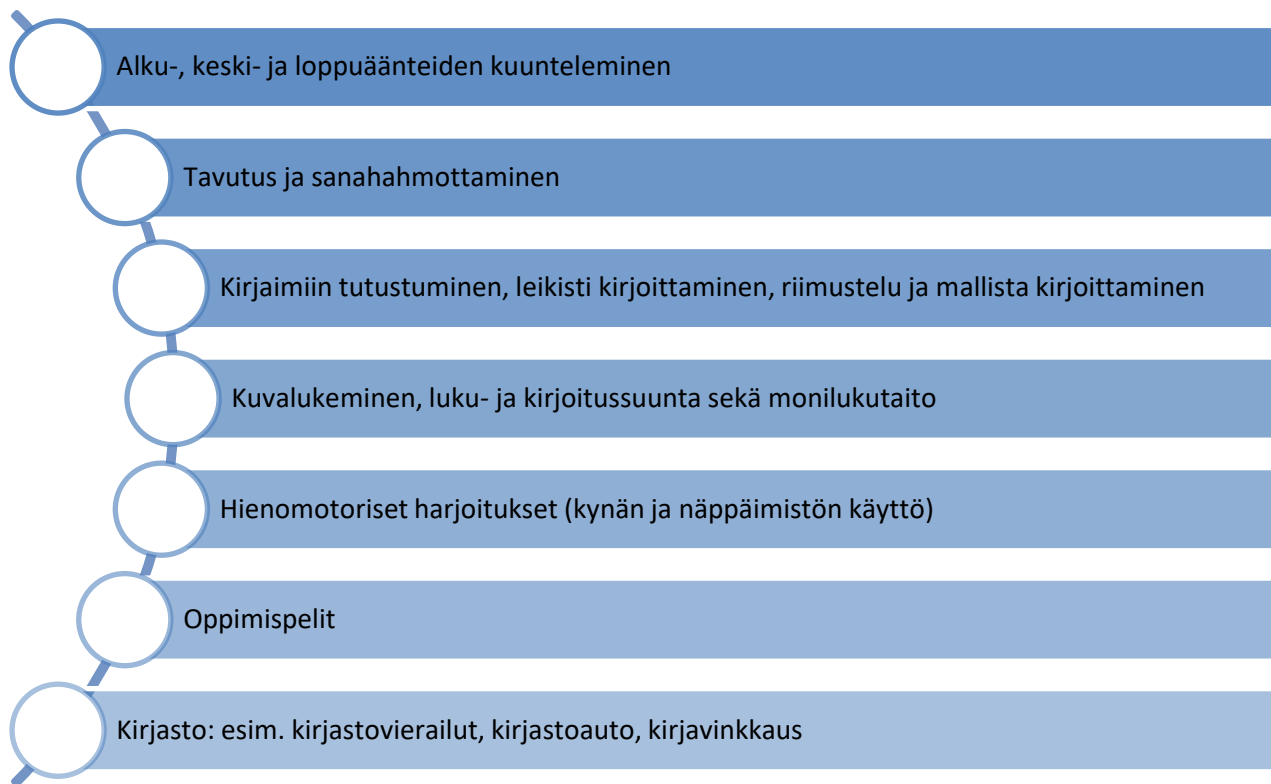 Alku-, keski- ja loppuäänteiden kuunteleminen
Tavutus ja sanahahmottaminen
Kirjaimiin tutustuminen, leikisti kirjoittaminen, riimustelu ja mallista kirjoittaminen
Kuvalukeminen, luku- ja kirjoitussuunta sekä monilukutaito
Hienomotoriset harjoitukset (kynän ja näppäimistön käyttö)
Oppimispelit
Kirjasto: esim. kirjastovierailut, kirjastoauto, kirjavinkkaus